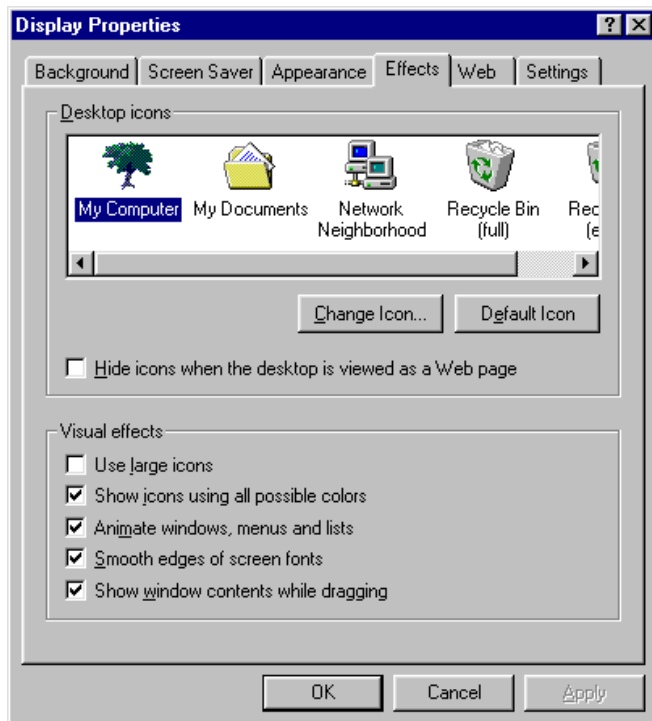 Display Properties
Background Screen Saver Appearance Effects Web Settings
Desktop icons
My Computer My Documents Network Neighborhood Recycle Bin (full)
Change Icon... Default Icon
Hide icons when the desktop is viewed as a Web page
Visual effects
Use large icons
Show icons using all possible colors
Animate windows, menus and lists
Smooth edges of screen fonts
Show window contents while dragging
OK Cancel Apply